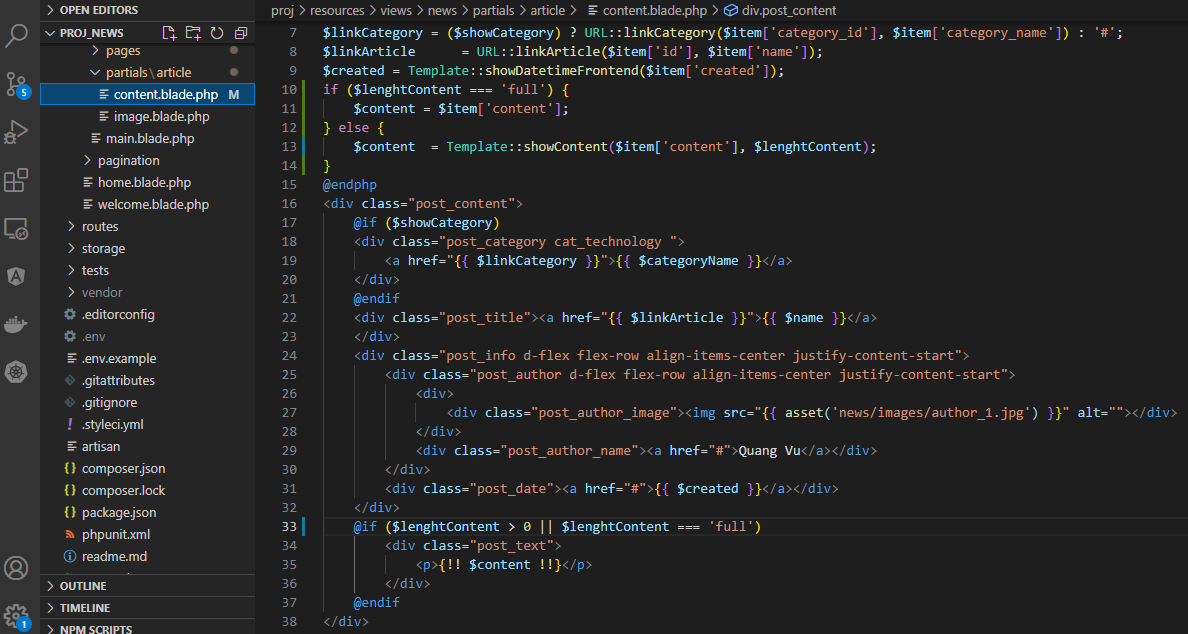 OPEN EDITORS
PROJ_NEWS
pages
partials\article
content.blade.php M
image.blade.php
main.blade.php
pagination
home.blade.php
welcome.blade.php
routes
storage
tests
vendor
.editorconfig
.env
.env.example
.gitattributes
.gitignore
.styleci.yml
artisan
composer.json
composer.lock
package.json
phpunit.xml
readme.md
OUTLINE
TIMELINE
NPM SCRIPTS
5
1
proj > resources > views > news > partials > article > content.blade.php > div.post_content
7 $linkCategory = ($showCategory) ? URL::linkCategory($item['category_id'], $item['category_name']) : '#';
8 $linkArticle      = URL::linkArticle($item['id'], $item['name']);
9 $created = Template::showDatetimeFrontend($item['created']);
10 if ($lenghtContent === 'full') {
11     $content = $item['content'];
12 } else {
13     $content  = Template::showContent($item['content'], $lenghtContent);
14 }
15 @endphp
16 <div class="post_content">
17     @if ($showCategory)
18     <div class="post_category cat_technology ">
19         <a href="{{ $linkCategory }}">{{ $categoryName }}</a>
20     </div>
21     @endif
22     <div class="post_title"><a href="{{ $linkArticle }}">{{ $name }}</a>
23     </div>
24     <div class="post_info d-flex flex-row align-items-center justify-content-start">
25         <div class="post_author d-flex flex-row align-items-center justify-content-start">
26             <div>
27                 <div class="post_author_image"><img src="{{ asset('news/images/author_1.jpg') }}" alt=""></div>
28             </div>
29             <div class="post_author_name"><a href="#">Quang Vu</a></div>
30         </div>
31         <div class="post_date"><a href="#">{{ $created }}</a></div>
32     </div>
33     @if ($lenghtContent > 0 || $lenghtContent === 'full')
34         <div class="post_text">
35             <p>{!! $content !!}</p>
36         </div>
37     @endif
38 </div>